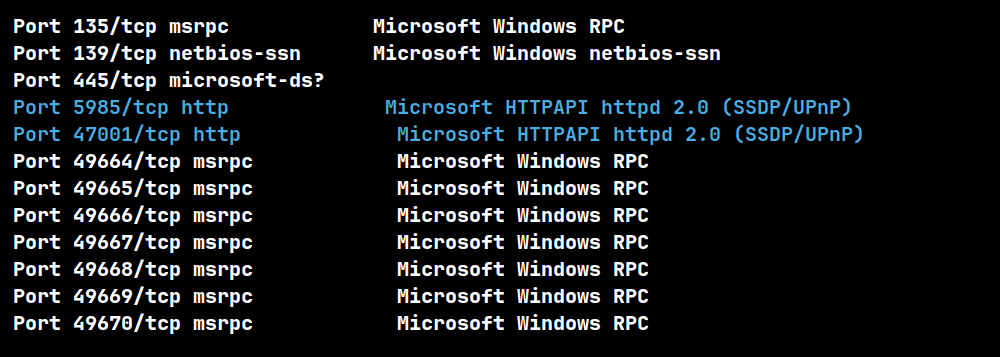 Port 135/tcp msrpc            Microsoft Windows RPC
Port 139/tcp netbios-ssn      Microsoft Windows netbios-ssn
Port 445/tcp microsoft-ds?
Port 5985/tcp http             Microsoft HTTPAPI httpd 2.0 (SSDP/UPnP)
Port 47001/tcp http             Microsoft HTTPAPI httpd 2.0 (SSDP/UPnP)
Port 49664/tcp msrpc            Microsoft Windows RPC
Port 49665/tcp msrpc            Microsoft Windows RPC
Port 49666/tcp msrpc            Microsoft Windows RPC
Port 49667/tcp msrpc            Microsoft Windows RPC
Port 49668/tcp msrpc            Microsoft Windows RPC
Port 49669/tcp msrpc            Microsoft Windows RPC
Port 49670/tcp msrpc            Microsoft Windows RPC